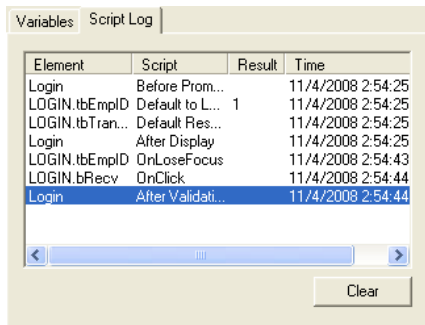 Variables Script Log
Element Script Result Time
Login Before Prom... 11/4/2008 2:54:25
LOGIN.tbEmpID Default to L... 1 11/4/2008 2:54:25
LOGIN.tbTran... Default Res... 11/4/2008 2:54:25
Login After Display 11/4/2008 2:54:25
LOGIN.tbEmpID OnLoseFocus 11/4/2008 2:54:43
LOGIN.bRecv OnClick 11/4/2008 2:54:44
Login After Validati... 11/4/2008 2:54:44
Clear